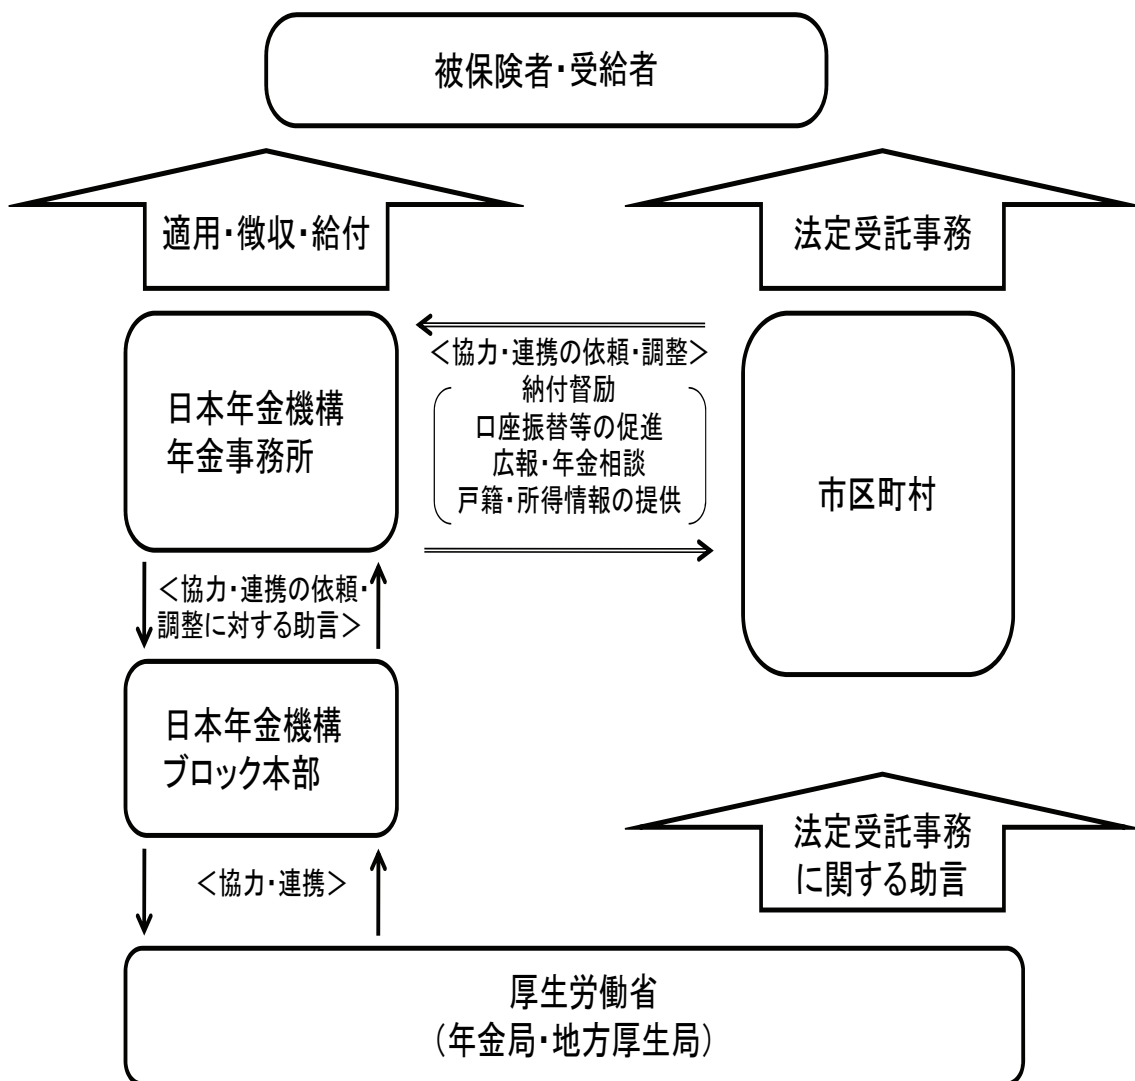 被保険者・受給者
適用・徴収・給付
法定受託事務
日本年金機構
年金事務所
＜協力・連携の依頼・調整＞
納付督励
口座振替等の促進
広報・年金相談
戸籍・所得情報の提供
市区町村
＜協力・連携の依頼・
調整に対する助言＞
日本年金機構
ブロック本部
法定受託事務
に関する助言
＜協力・連携＞
厚生労働省
（年金局・地方厚生局）